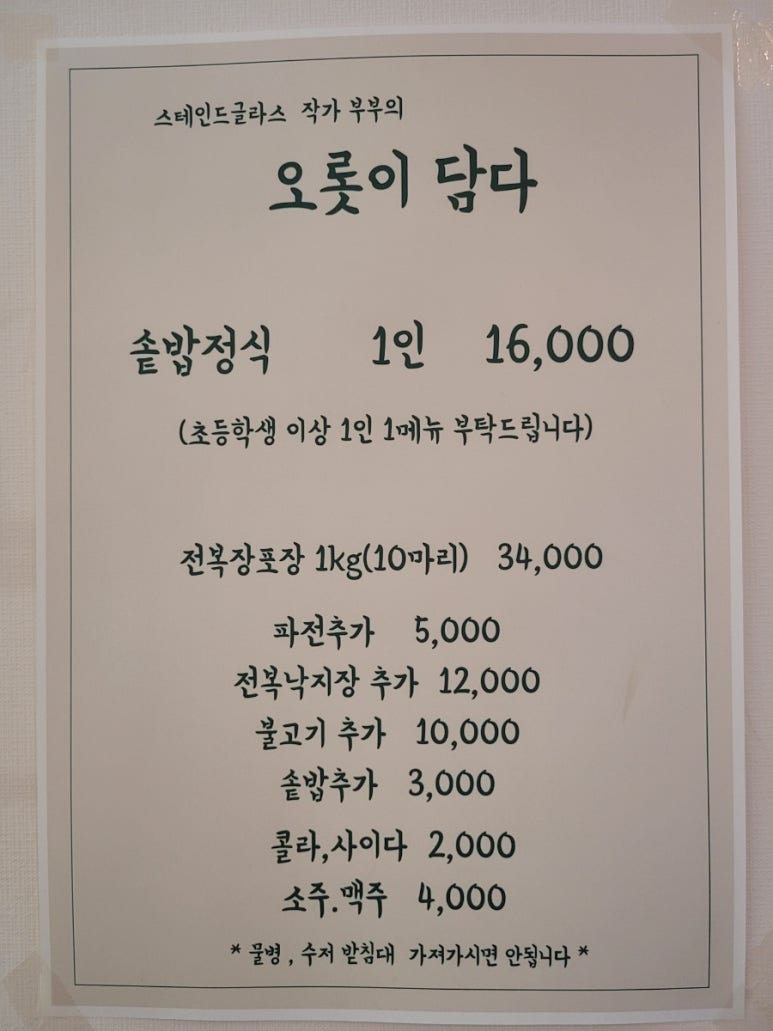 스테인드글라스 작가 부부의
오롯이 담다
솥밥정식 1인 16,000
(초등학생 이상 1인 1메뉴 부탁드립니다)
전복장포장 1kg(10마리) 34,000
파전추가 5,000
전복낙지장 추가 12,000
불고기 추가 10,000
솥밥추가 3,000
콜라,사이다 2,000
소주.맥주 4,000
* 물병 , 수저 받침대 가져가시면 안됩니다 *